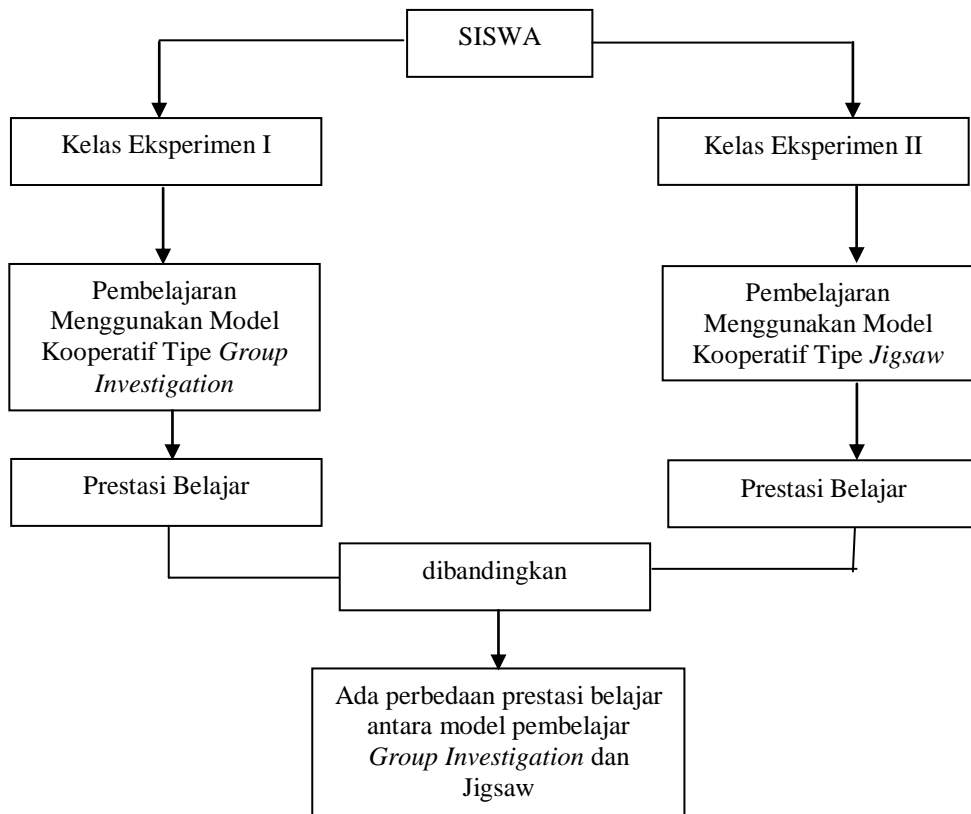 SISWA
Kelas Eksperimen I
Kelas Eksperimen II
Pembelajaran
Menggunakan Model
Kooperatif Tipe Group
Investigation
Pembelajaran
Menggunakan Model
Kooperatif Tipe Jigsaw
Prestasi Belajar
Prestasi Belajar
dibandingkan
Ada perbedaan prestasi belajar
antara model pembelajar
Group Investigation dan
Jigsaw